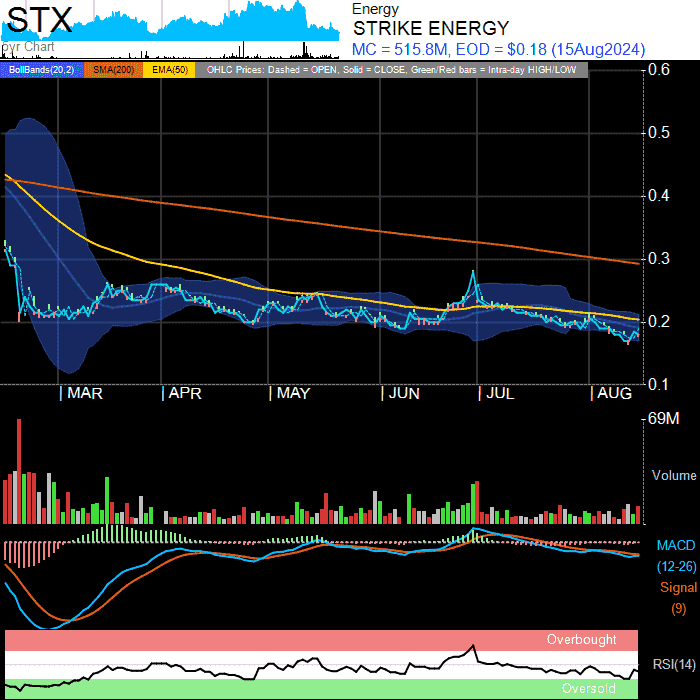 STX
5yr Chart
Energy
STRIKE ENERGY
MC = 515.8M, EOD = $0.18 (15Aug2024)
BollBands(20,2) SMA(200) EMA(50) OHLC Prices: Dashed = OPEN, Solid = CLOSE, Green/Red bars = Intra-day HIGH/LOW
0.6
0.5
0.4
0.3
0.2
0.1
MAR APR MAY JUN JUL AUG
69M
Volume
MACD
(12-26)
Signal
(9)
Overbought
RSI(14)
Oversold